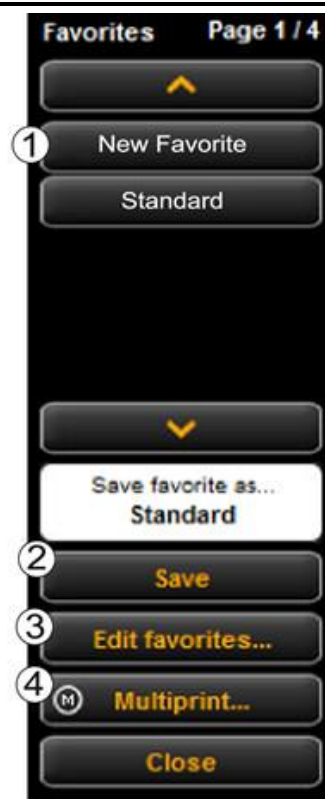 Favorites Page 1 / 4
1 New Favorite
Standard
Save favorite as...
Standard
2 Save
3 Edit favorites...
4 M Multiprint...
Close